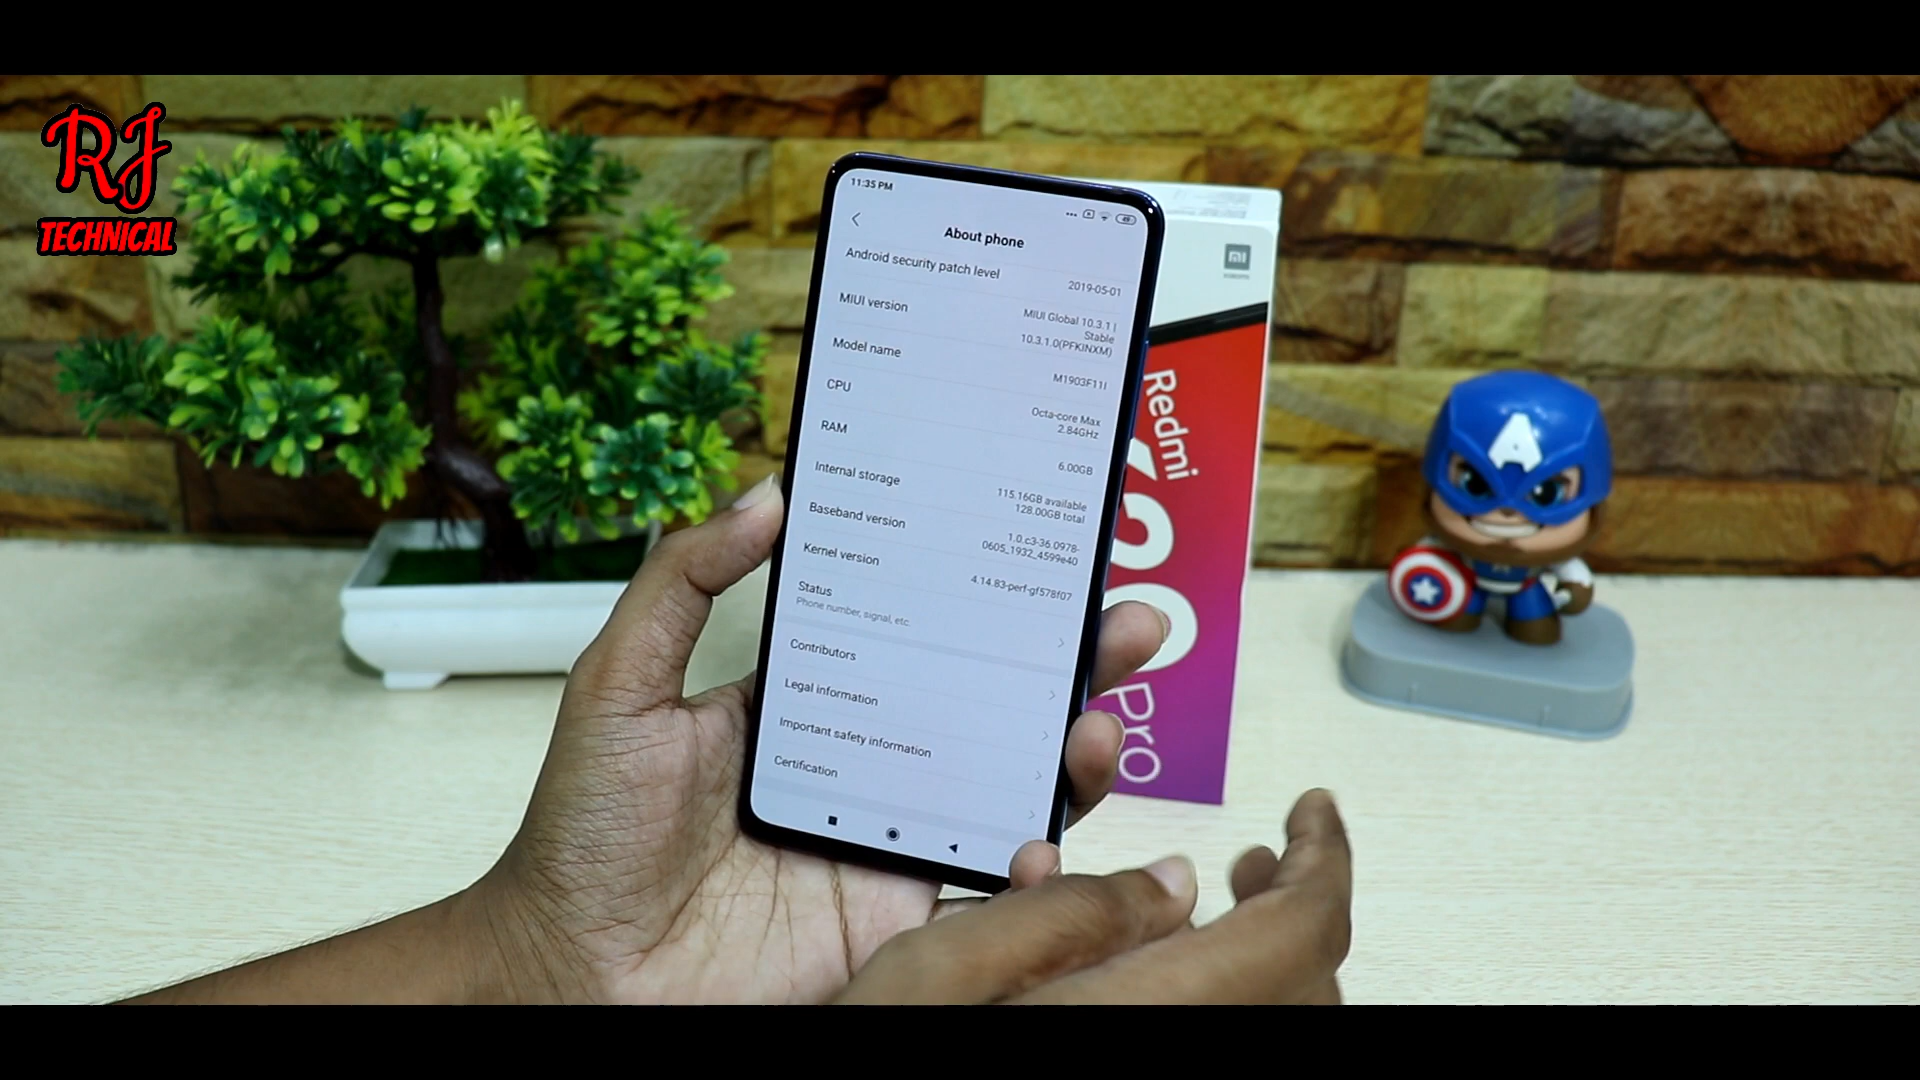 RJ
TECHNICAL
11:35 PM
49
About phone
Android security patch level
2019-05-01
MIUI version
MIUI Global 10.3.1 |
Stable
10.3.1.0(PFKINXM)
Model name
M1903F11I
CPU
Octa-core Max
2.84GHz
RAM
6.00GB
Internal storage
115.16GB available
128.00GB total
Baseband version
1.0.c3-36.0978-
0605_1932_4599e40
Kernel version
4.14.83-perf-gf578f07
Status
Phone number, signal, etc.
Contributors
Legal information
Important safety information
Certification
mi
Redmi
20
Pro
A